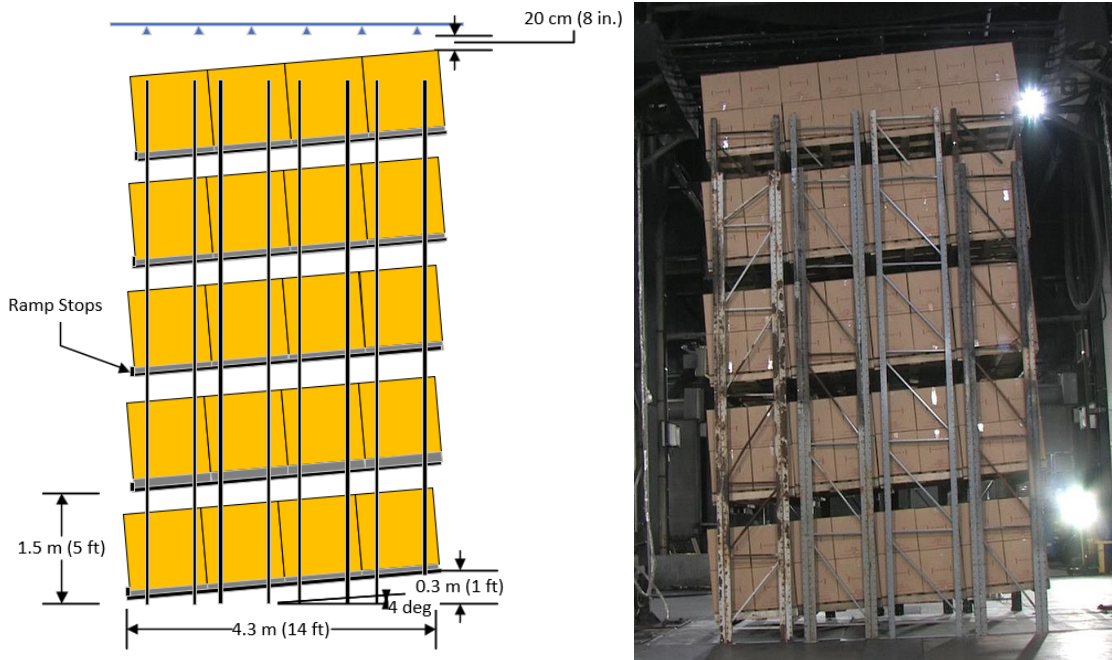 20 cm (8 in.)
Ramp Stops
1.5 m (5 ft)
0.3 m (1 ft)
4 deg
4.3 m (14 ft)